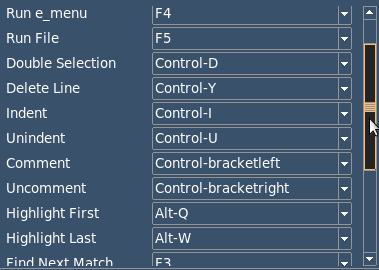 Run e_menu F4
Run File F5
Double Selection Control-D
Delete Line Control-Y
Indent Control-I
Unindent Control-U
Comment Control-bracketleft
Uncomment Control-bracketright
Highlight First Alt-Q
Highlight Last Alt-W
Find Next Match F3